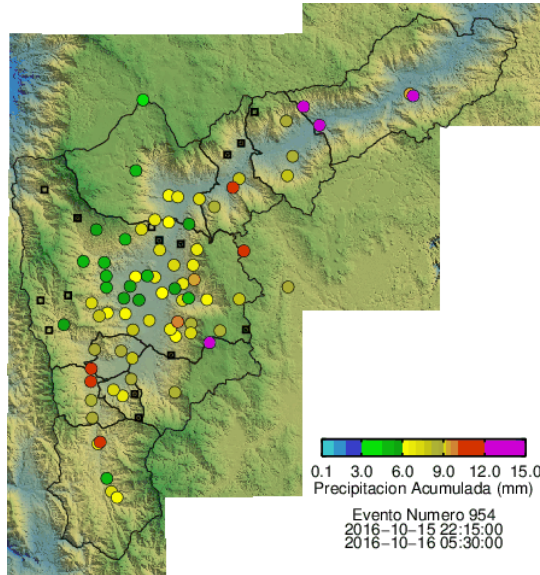 0.1 3.0 6.0 9.0 12.0 15.0
Precipitacion Acumulada (mm)
Evento Numero 954
2016-10-15 22:15:00
2016-10-16 05:30:00